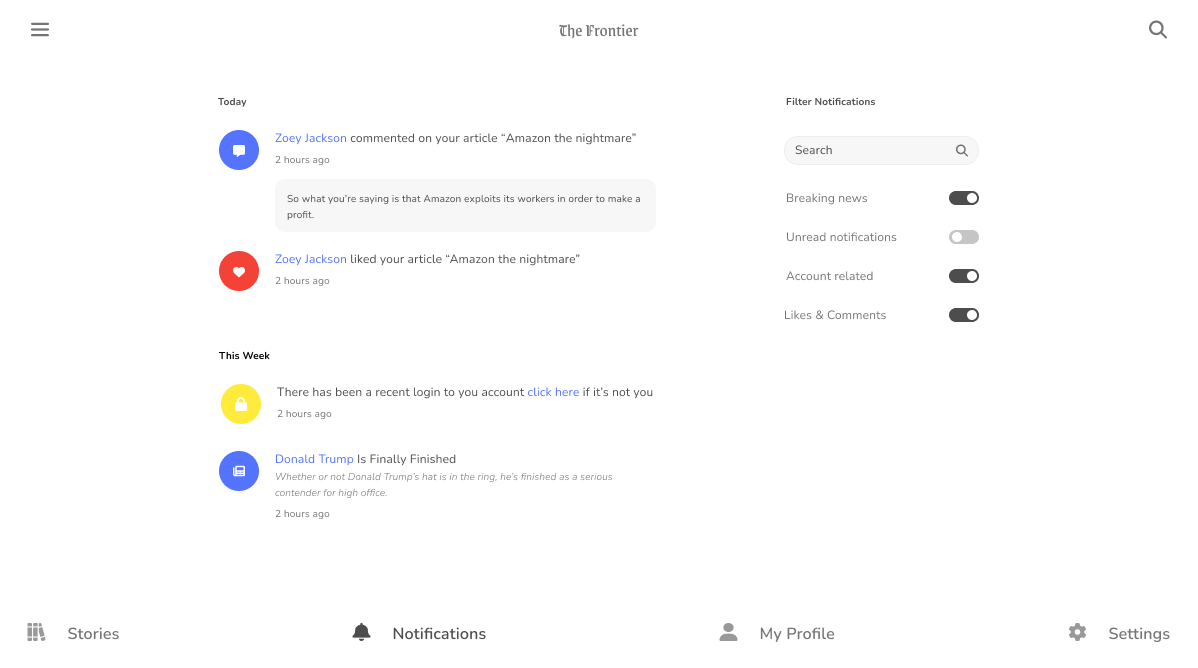 The Frontier
Today
Zoey Jackson commented on your article “Amazon the nightmare”
2 hours ago
So what you’re saying is that Amazon exploits its workers in order to make a
profit.
Zoey Jackson liked your article “Amazon the nightmare”
2 hours ago
This Week
There has been a recent login to you account click here if it’s not you
2 hours ago
Donald Trump Is Finally Finished
Whether or not Donald Trump’s hat is in the ring, he’s finished as a serious
contender for high office.
2 hours ago
Filter Notifications
Search
Breaking news
Unread notifications
Account related
Likes & Comments
Stories
Notifications
My Profile
Settings